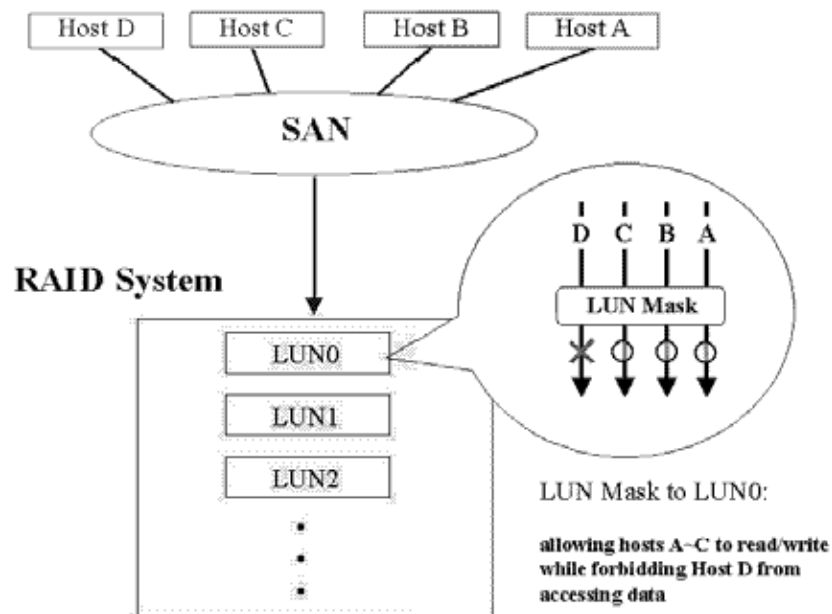 Host D
Host C
Host B
Host A
SAN
RAID System
D C B A
LUN Mask
LUN0
LUN1
LUN2
LUN Mask to LUN0:
allowing hosts A~C to read/write
while forbidding Host D from
accessing data